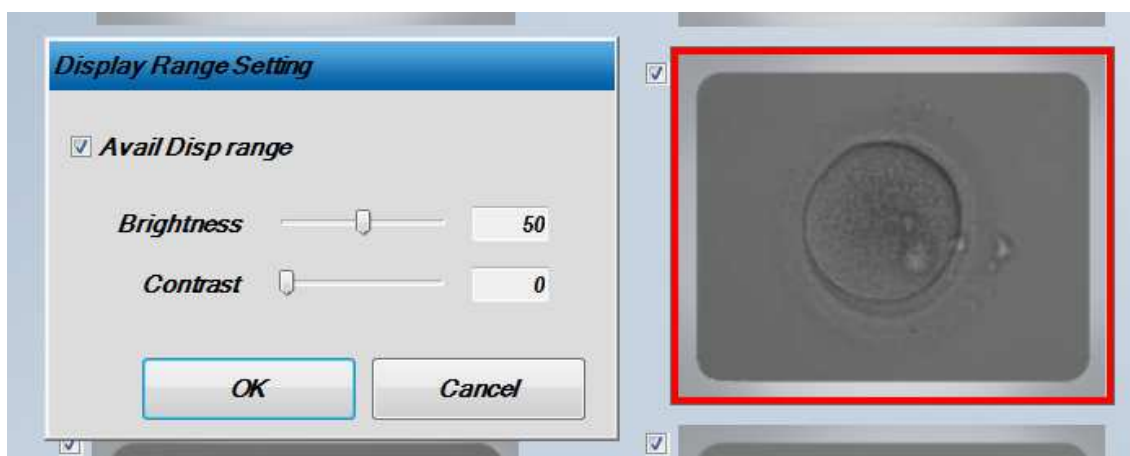 Display Range Setting
Avail Disp range
Brightness 50
Contrast 0
OK Cancel